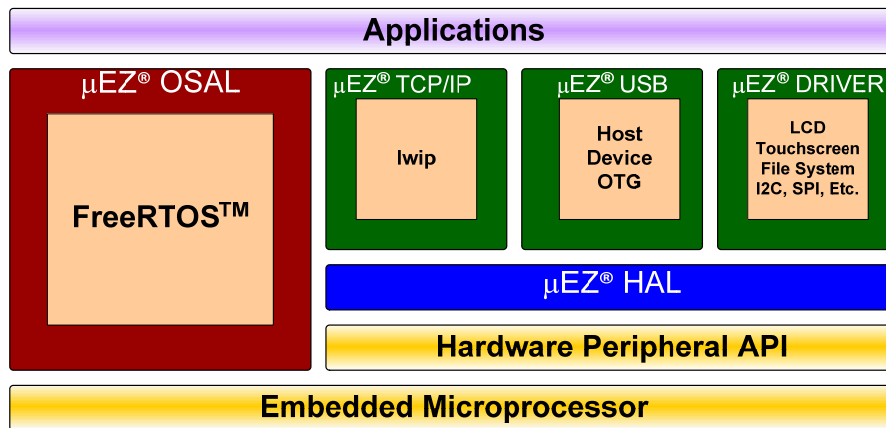 Applications
µEZ® OSAL
FreeRTOS™
µEZ® TCP/IP
lwip
µEZ® USB
Host
Device
OTG
µEZ® DRIVER
LCD
Touchscreen
File System
I2C, SPI, Etc.
µEZ® HAL
Hardware Peripheral API
Embedded Microprocessor